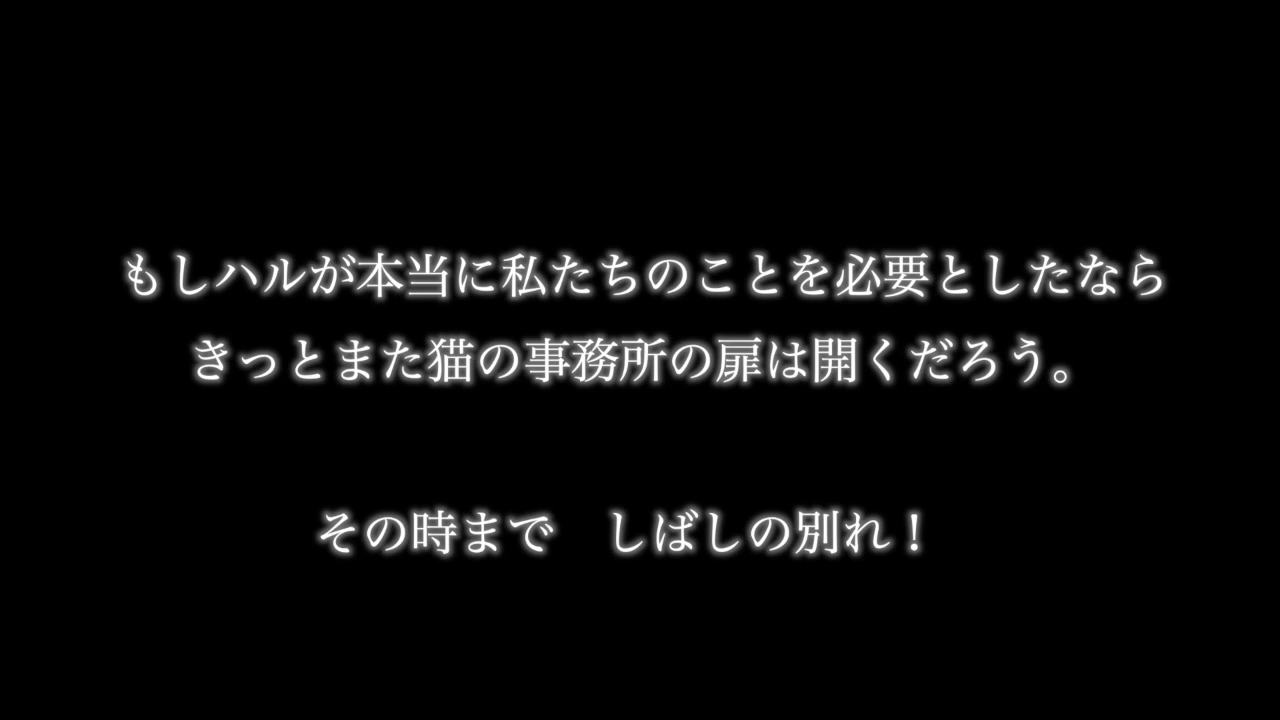 もしハルが本当に私たちのことを必要としたなら
きっとまた猫の事務所の扉は開くだろう。
その時まで　しばしの別れ！